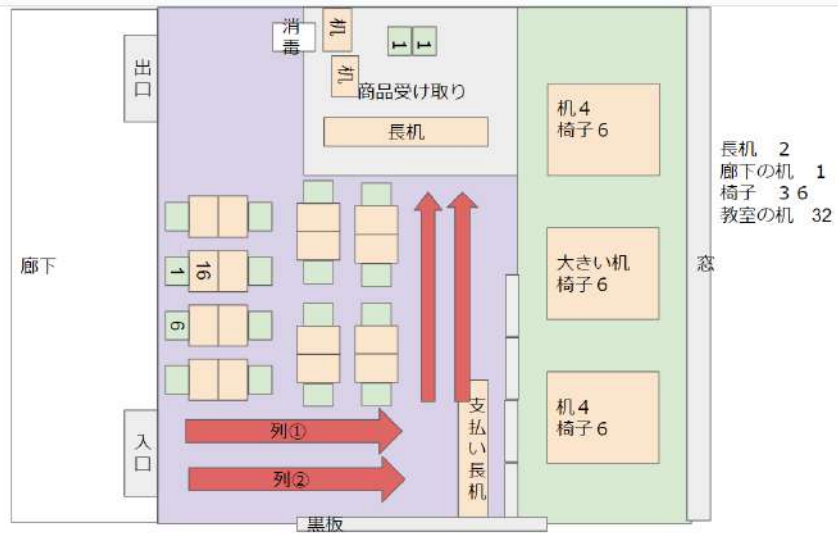 消
毒
机
机
1
1
商品受け取り
長机
出
口
廊下
1
16
6
入
口
列①
列②
支
払
い
長
机
黒板
机4
椅子6
大きい机
椅子6
机4
椅子6
窓
長机 2
廊下の机 1
椅子 36
教室の机 32